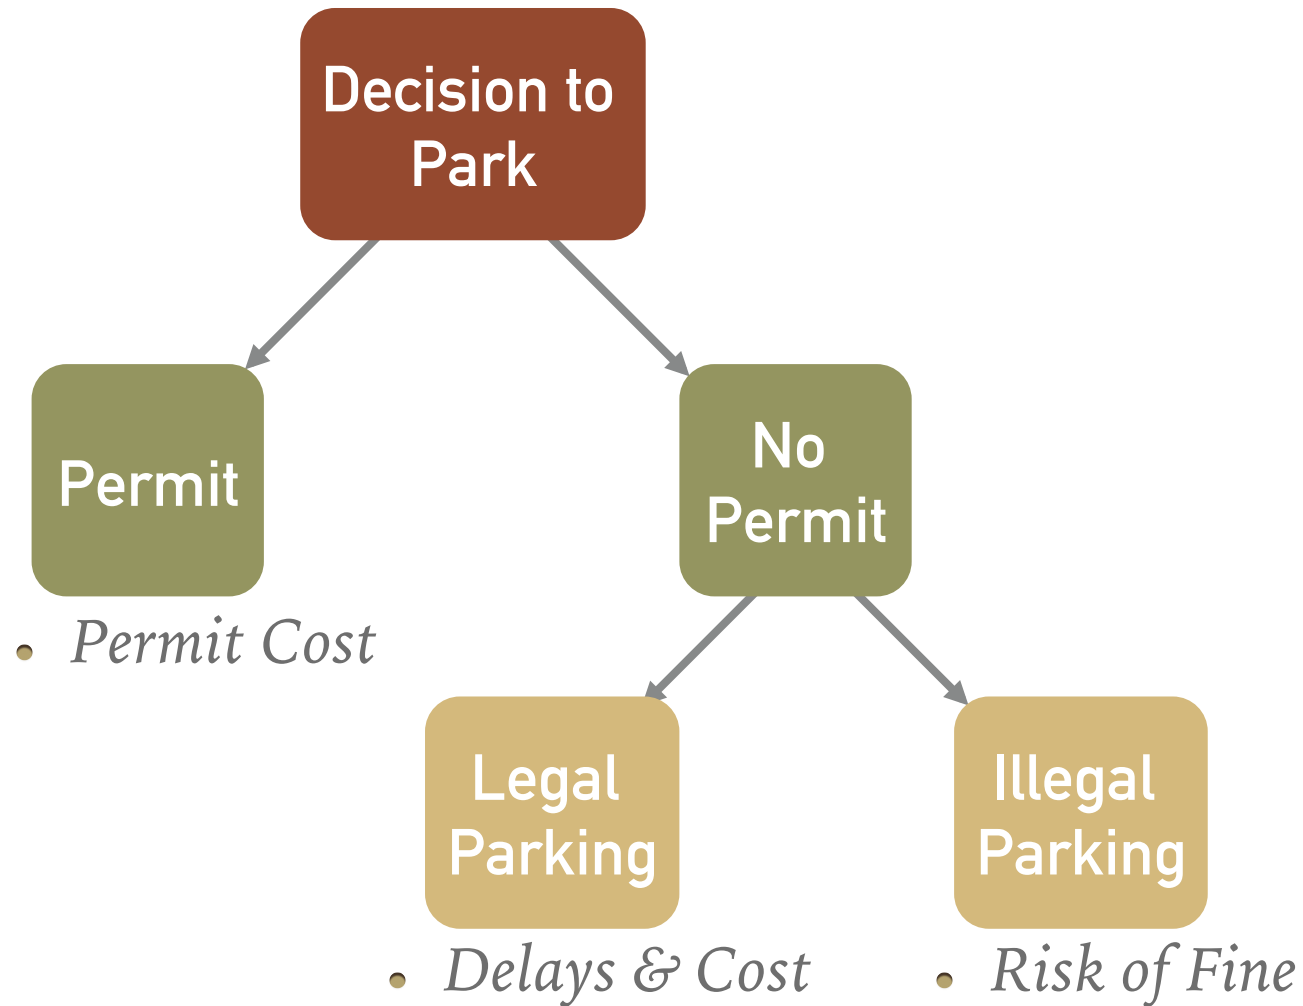 Decision to
Park
Permit
No
Permit
• Permit Cost
Legal
Parking
Illegal
Parking
• Delays & Cost
• Risk of Fine